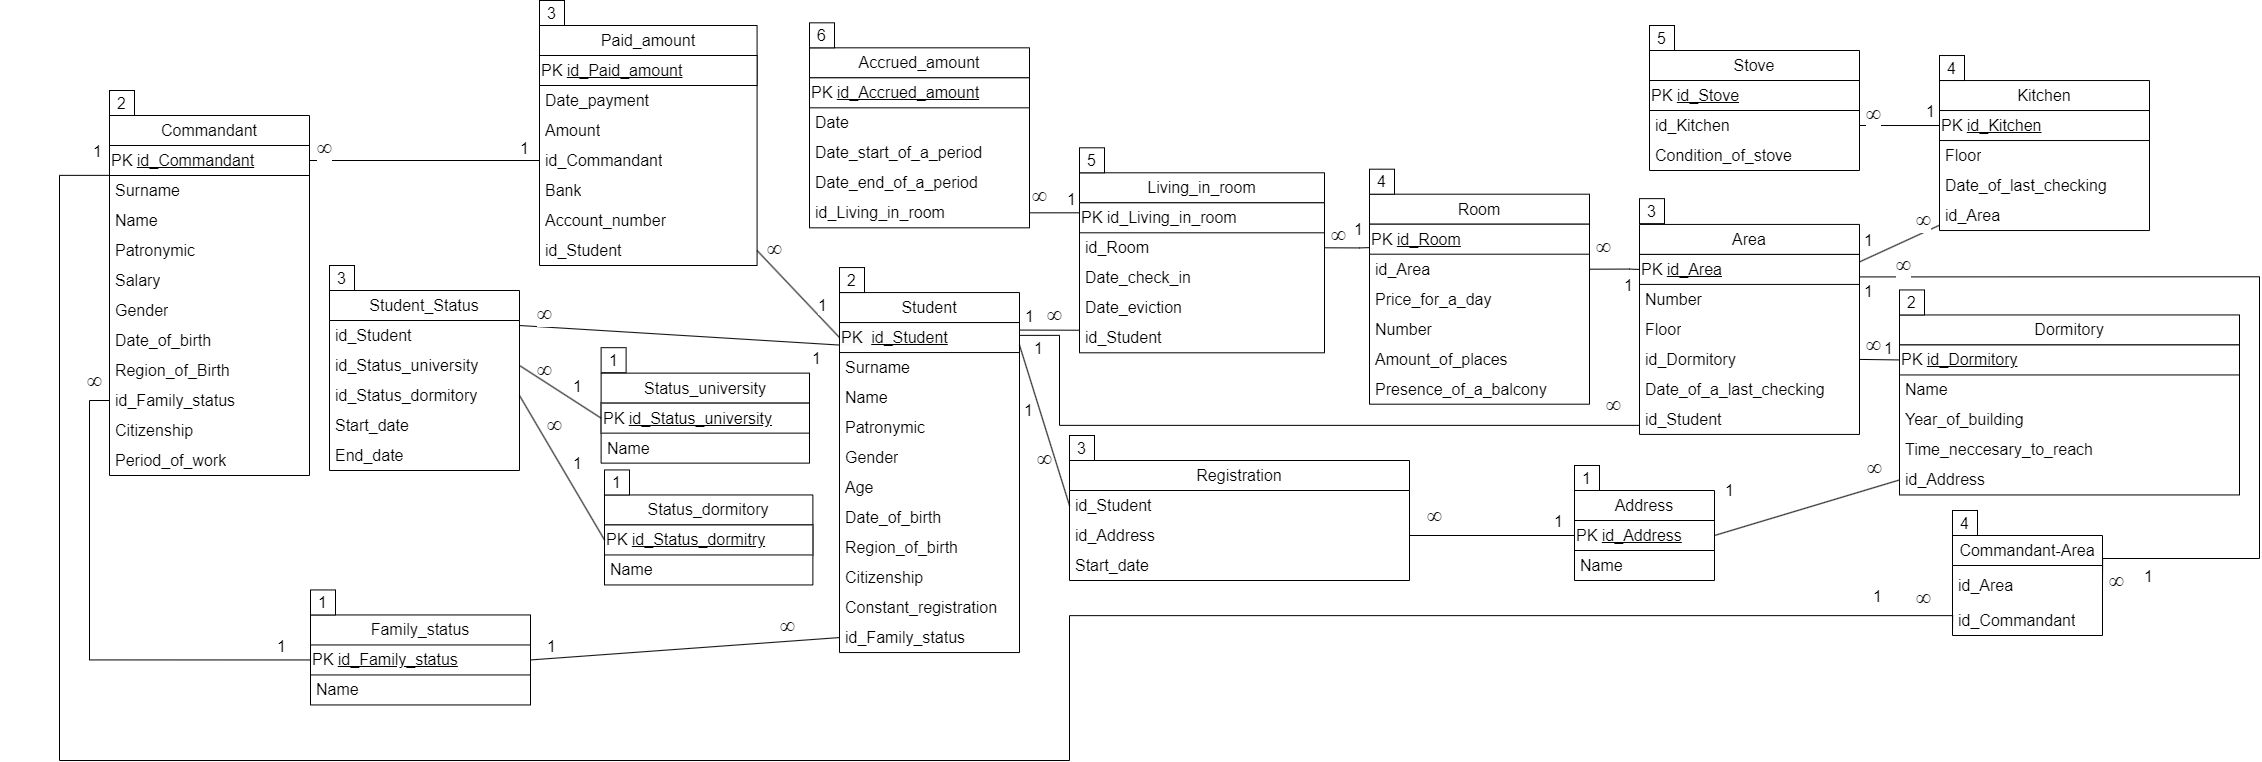 3
Paid_amount
PK id_Paid_amount
Date_payment
Amount
id_Commandant
Bank
Account_number
id_Student
6
Accrued_amount
PK id_Accrued_amount
Date
Date_start_of_a_period
Date_end_of_a_period
id_Living_in_room
5
Stove
PK id_Stove
id_Kitchen
Condition_of_stove
∞ 1
4
Kitchen
PK id_Kitchen
Floor
Date_of_last_checking
id_Area
2
Commandant
PK id_Commandant
Surname
Name
Patronymic
Salary
Gender
Date_of_birth
Region_of_Birth
id_Family_status
Citizenship
Period_of_work
1
∞ 1
∞
5
Living_in_room
PK id_Living_in_room
id_Room
Date_check_in
Date_eviction
id_Student
∞ 1
∞ 1
4
Room
PK id_Room
id_Area
Price_for_a_day
Number
Amount_of_places
Presence_of_a_balcony
∞
1
3
Area
PK id_Area
Number
Floor
id_Dormitory
Date_of_a_last_checking
id_Student
1 ∞
∞
1
∞ 1
∞
2
Dormitory
PK id_Dormitory
Name
Year_of_building
Time_neccesary_to_reach
id_Address
3
Student_Status
id_Student
id_Status_university
id_Status_dormitory
Start_date
End_date
∞
1
∞
1
∞ 1
∞
1
1
Status_university
PK id_Status_university
Name
1
Status_dormitory
PK id_Status_dormitry
Name
2
Student
PK id_Student
Surname
Name
Patronymic
Gender
Age
Date_of_birth
Region_of_birth
Citizenship
Constant_registration
id_Family_status
1 ∞
1
1
∞
3
Registration
id_Student
id_Address
Start_date
∞ 1
1
Address
PK id_Address
Name
1 ∞
4
Commandant-Area
id_Area
id_Commandant
∞ 1
1 ∞
1
Family_status
PK id_Family_status
Name
1
1 ∞